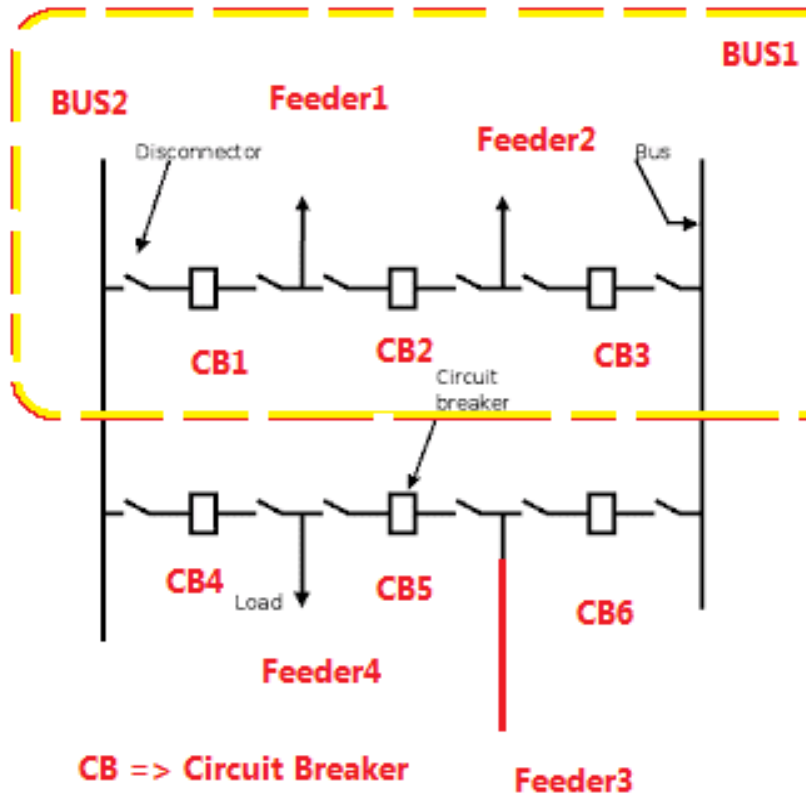 BUS1
BUS2
Feeder1
Feeder2
Disconnector
Bus
CB1
CB2
CB3
Circuit
breaker
CB4
CB5
CB6
Load
Feeder4
CB => Circuit Breaker
Feeder3